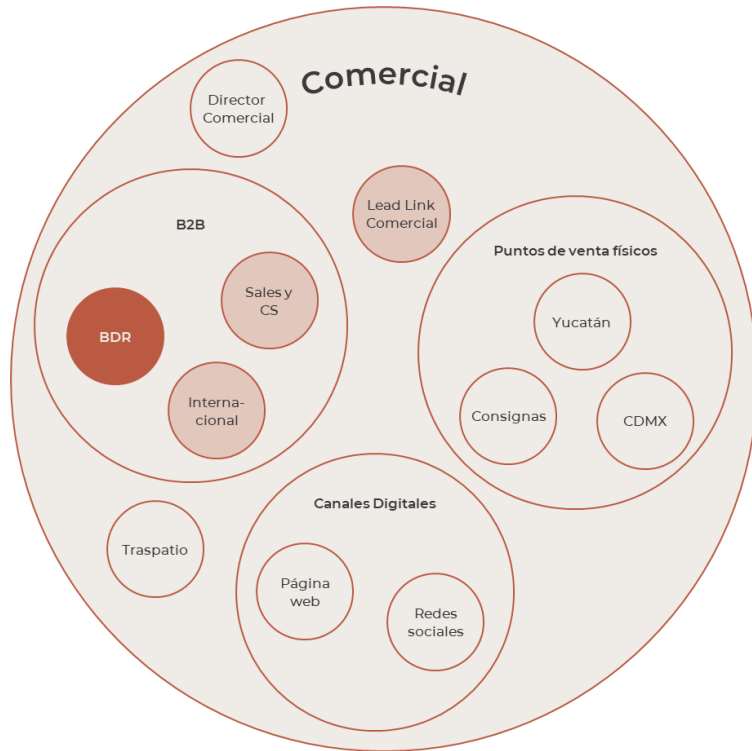 Comercial
Director
Comercial
Lead Link
Comercial
B2B
Sales y
CS
BDR
Interna-
cional
Puntos de venta físicos
Yucatán
Consignas
CDMX
Canales Digitales
Traspatio
Página
web
Redes
sociales